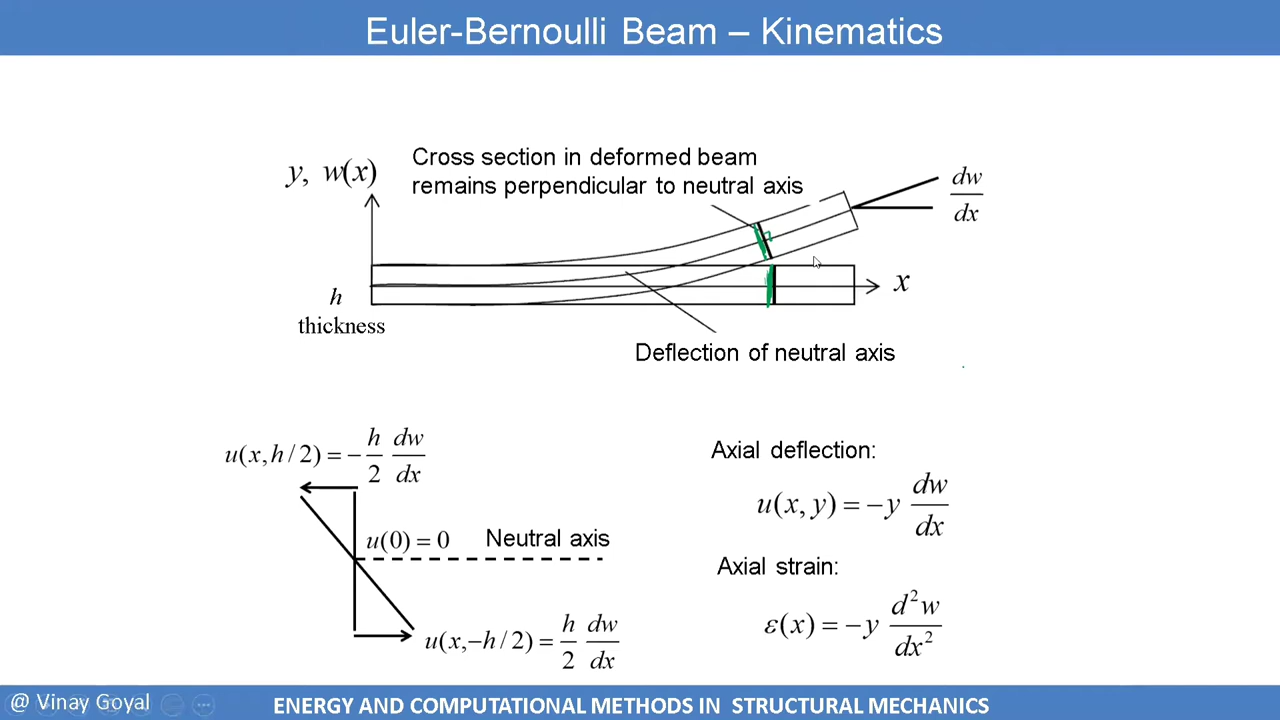 Euler-Bernoulli Beam – Kinematics
y, w(x)
Cross section in deformed beam
remains perpendicular to neutral axis
dw
dx
x
h
thickness
Deflection of neutral axis
u(x,h/2) = − h/2 dw/dx
u(0) = 0
Neutral axis
u(x,−h/2) = h/2 dw/dx
Axial deflection:
u(x, y) = −y dw/dx
Axial strain:
ε(x) = −y d²w/dx²
@ Vinay Goyal
ENERGY AND COMPUTATIONAL METHODS IN STRUCTURAL MECHANICS